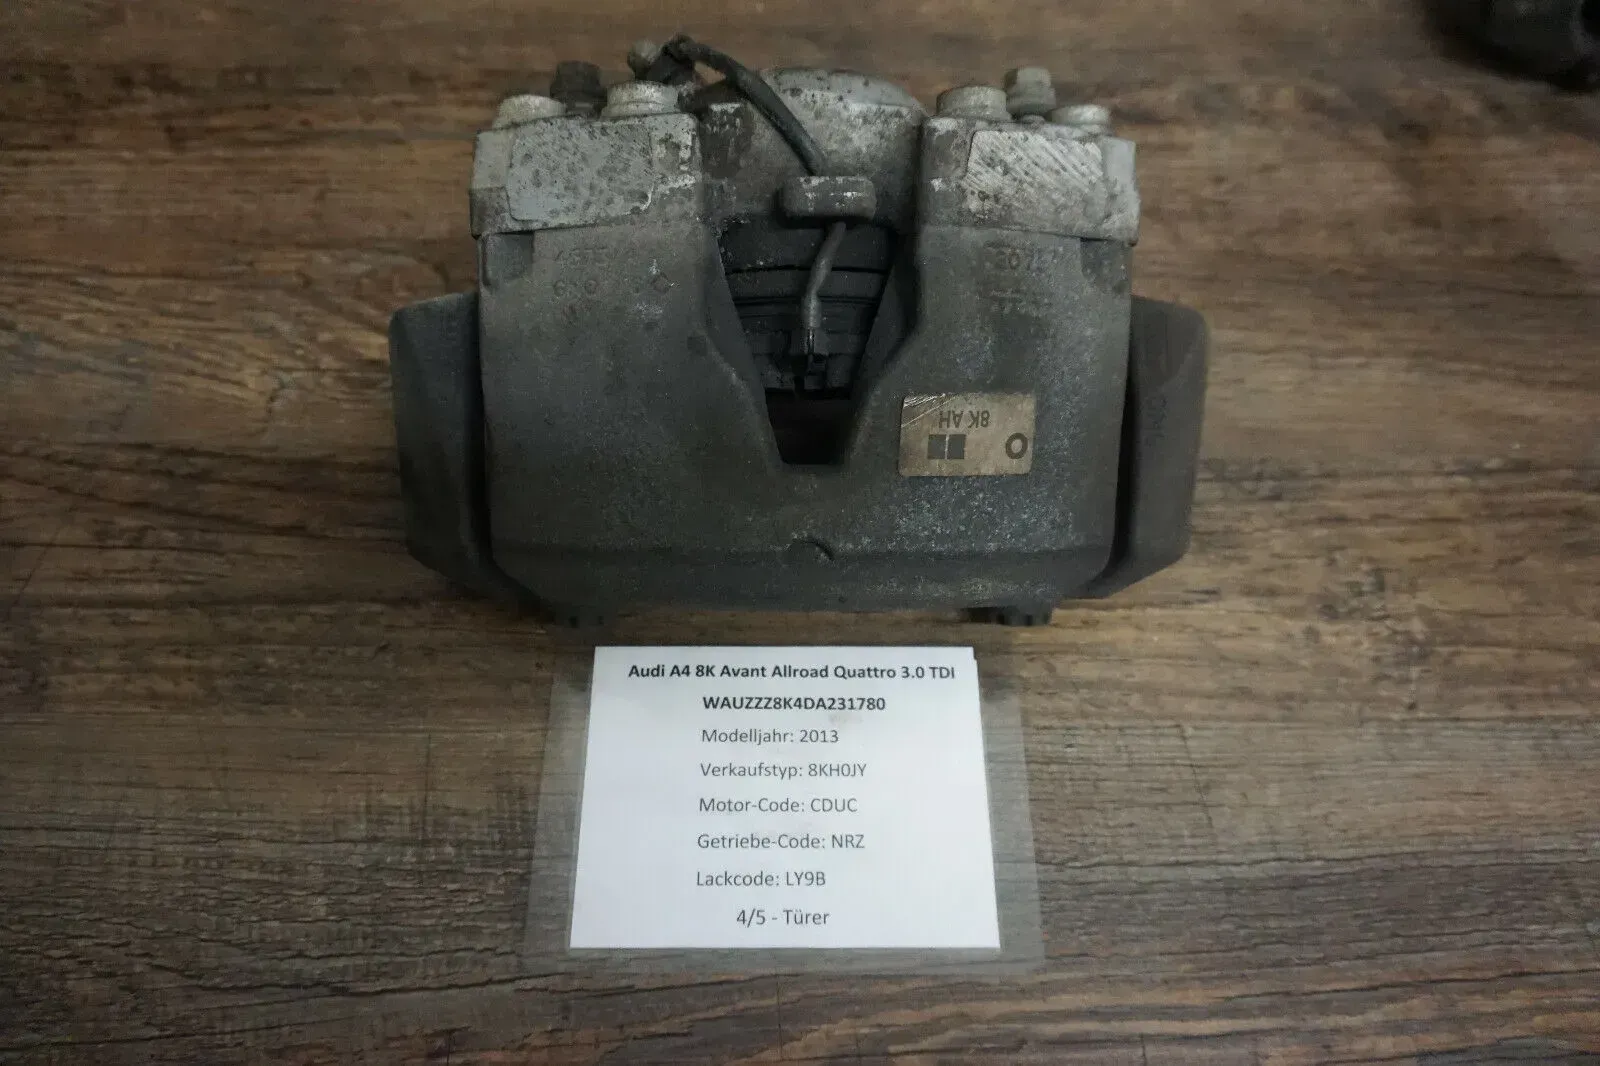 8K AH
O
Audi A4 8K Avant Allroad Quattro 3.0 TDI
WAUZZZ8K4DA231780
Modelljahr: 2013
Verkaufstyp: 8KH0JY
Motor-Code: CDUC
Getriebe-Code: NRZ
Lackcode: LY9B
4/5 - Türer